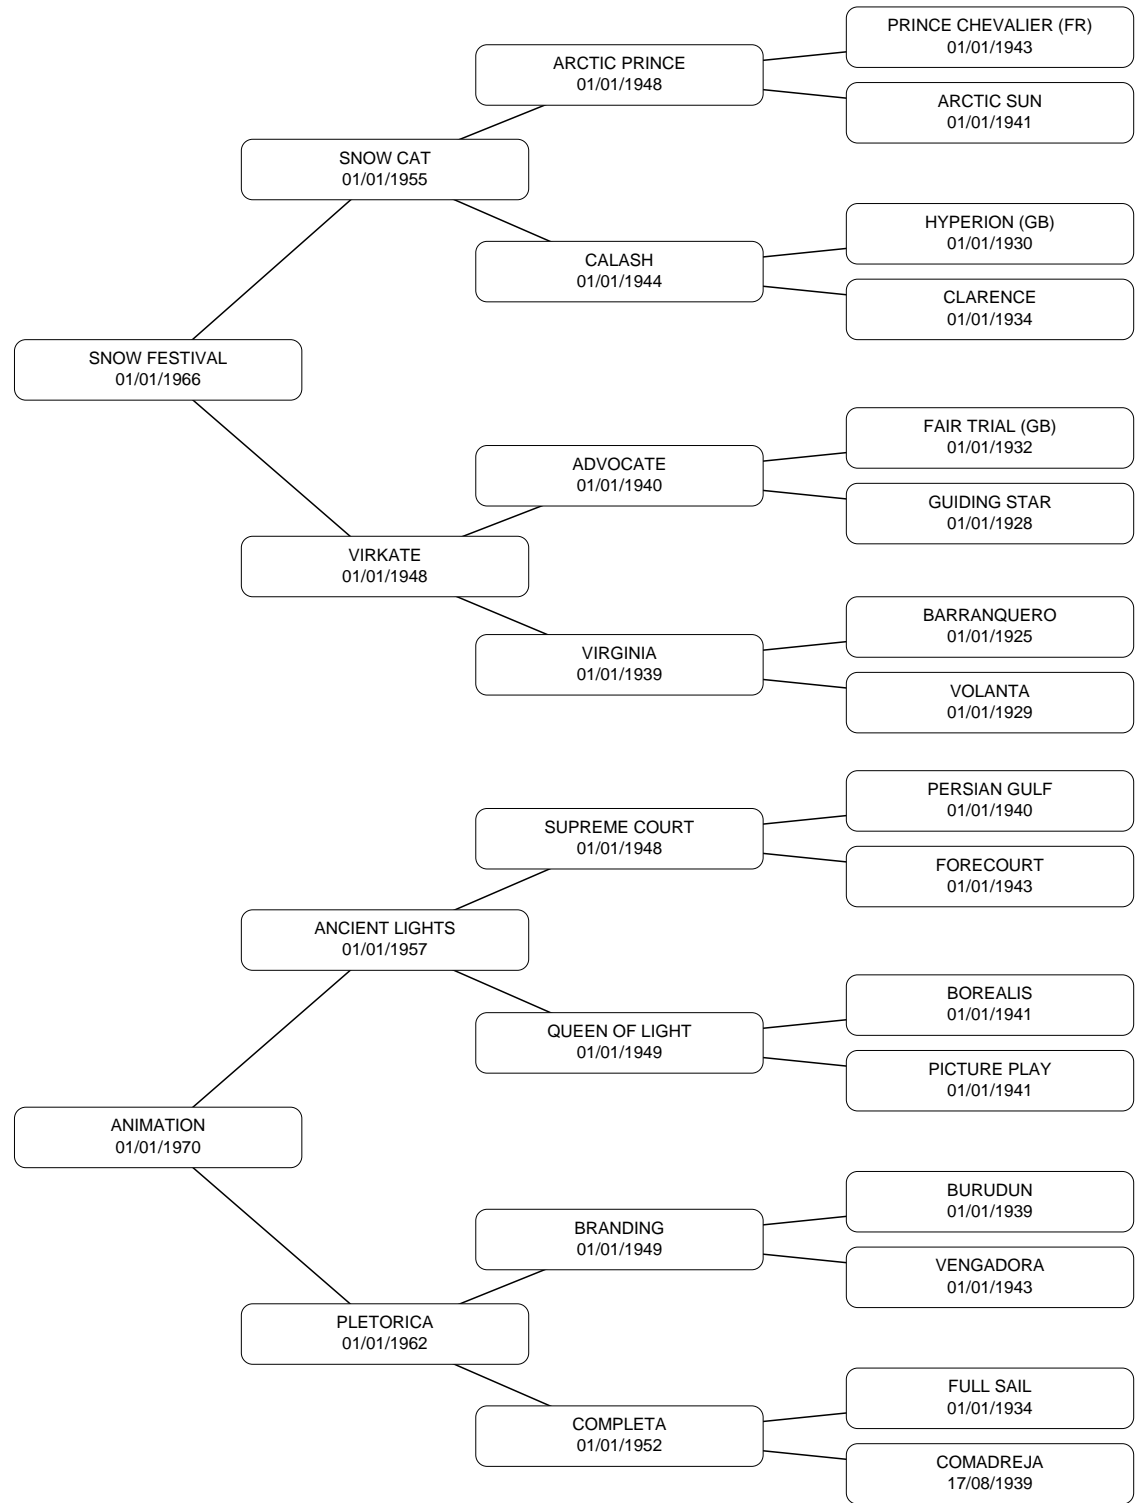 PRINCE CHEVALIER (FR)
01/01/1943
ARCTIC PRINCE
01/01/1948
ARCTIC SUN
01/01/1941
SNOW CAT
01/01/1955
HYPERION (GB)
01/01/1930
CALASH
01/01/1944
CLARENCE
01/01/1934
SNOW FESTIVAL
01/01/1966
FAIR TRIAL (GB)
01/01/1932
ADVOCATE
01/01/1940
GUIDING STAR
01/01/1928
VIRKATE
01/01/1948
BARRANQUERO
01/01/1925
VIRGINIA
01/01/1939
VOLANTA
01/01/1929
PERSIAN GULF
01/01/1940
SUPREME COURT
01/01/1948
FORECOURT
01/01/1943
ANCIENT LIGHTS
01/01/1957
BOREALIS
01/01/1941
QUEEN OF LIGHT
01/01/1949
PICTURE PLAY
01/01/1941
ANIMATION
01/01/1970
BURUDUN
01/01/1939
BRANDING
01/01/1949
VENGADORA
01/01/1943
PLETORICA
01/01/1962
FULL SAIL
01/01/1934
COMPLETA
01/01/1952
COMADREJA
17/08/1939